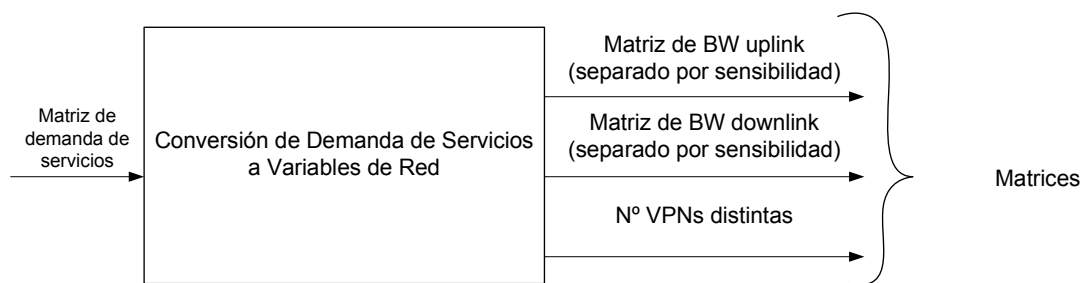 Matriz de
demanda de
servicios
Conversión de Demanda de Servicios
a Variables de Red
Matriz de BW uplink
(separado por sensibilidad)
Matriz de BW downlink
(separado por sensibilidad)
Nº VPNs distintas
Matrices